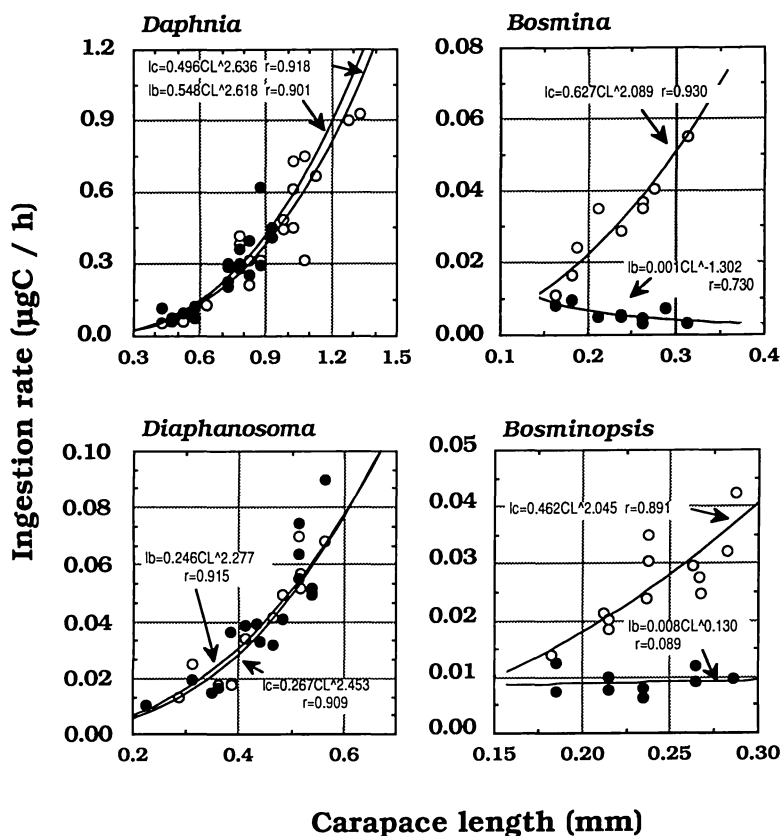 Daphnia
1.2
0.9
0.6
0.3
0.0
Ic=0.496CL^2.636 r=0.918
Ib=0.548CL^2.618 r=0.901
0.3 0.6 0.9 1.2 1.5
Bosmina
0.08
0.06
0.04
0.02
0.00
Ic=0.627CL^2.089 r=0.930
Ib=0.001CL^-1.302
r=0.730
0.1 0.2 0.3 0.4
Ingestion rate (µgC / h)
Diaphanosoma
0.10
0.08
0.06
0.04
0.02
0.00
Ib=0.246CL^2.277
r=0.915
Ic=0.267CL^2.453
r=0.909
0.2 0.4 0.6
Bosminopsis
0.05
0.04
0.03
0.02
0.01
0.00
Ic=0.462CL^2.045 r=0.891
Ib=0.008CL^0.130
r=0.089
0.15 0.20 0.25 0.30
Carapace length (mm)